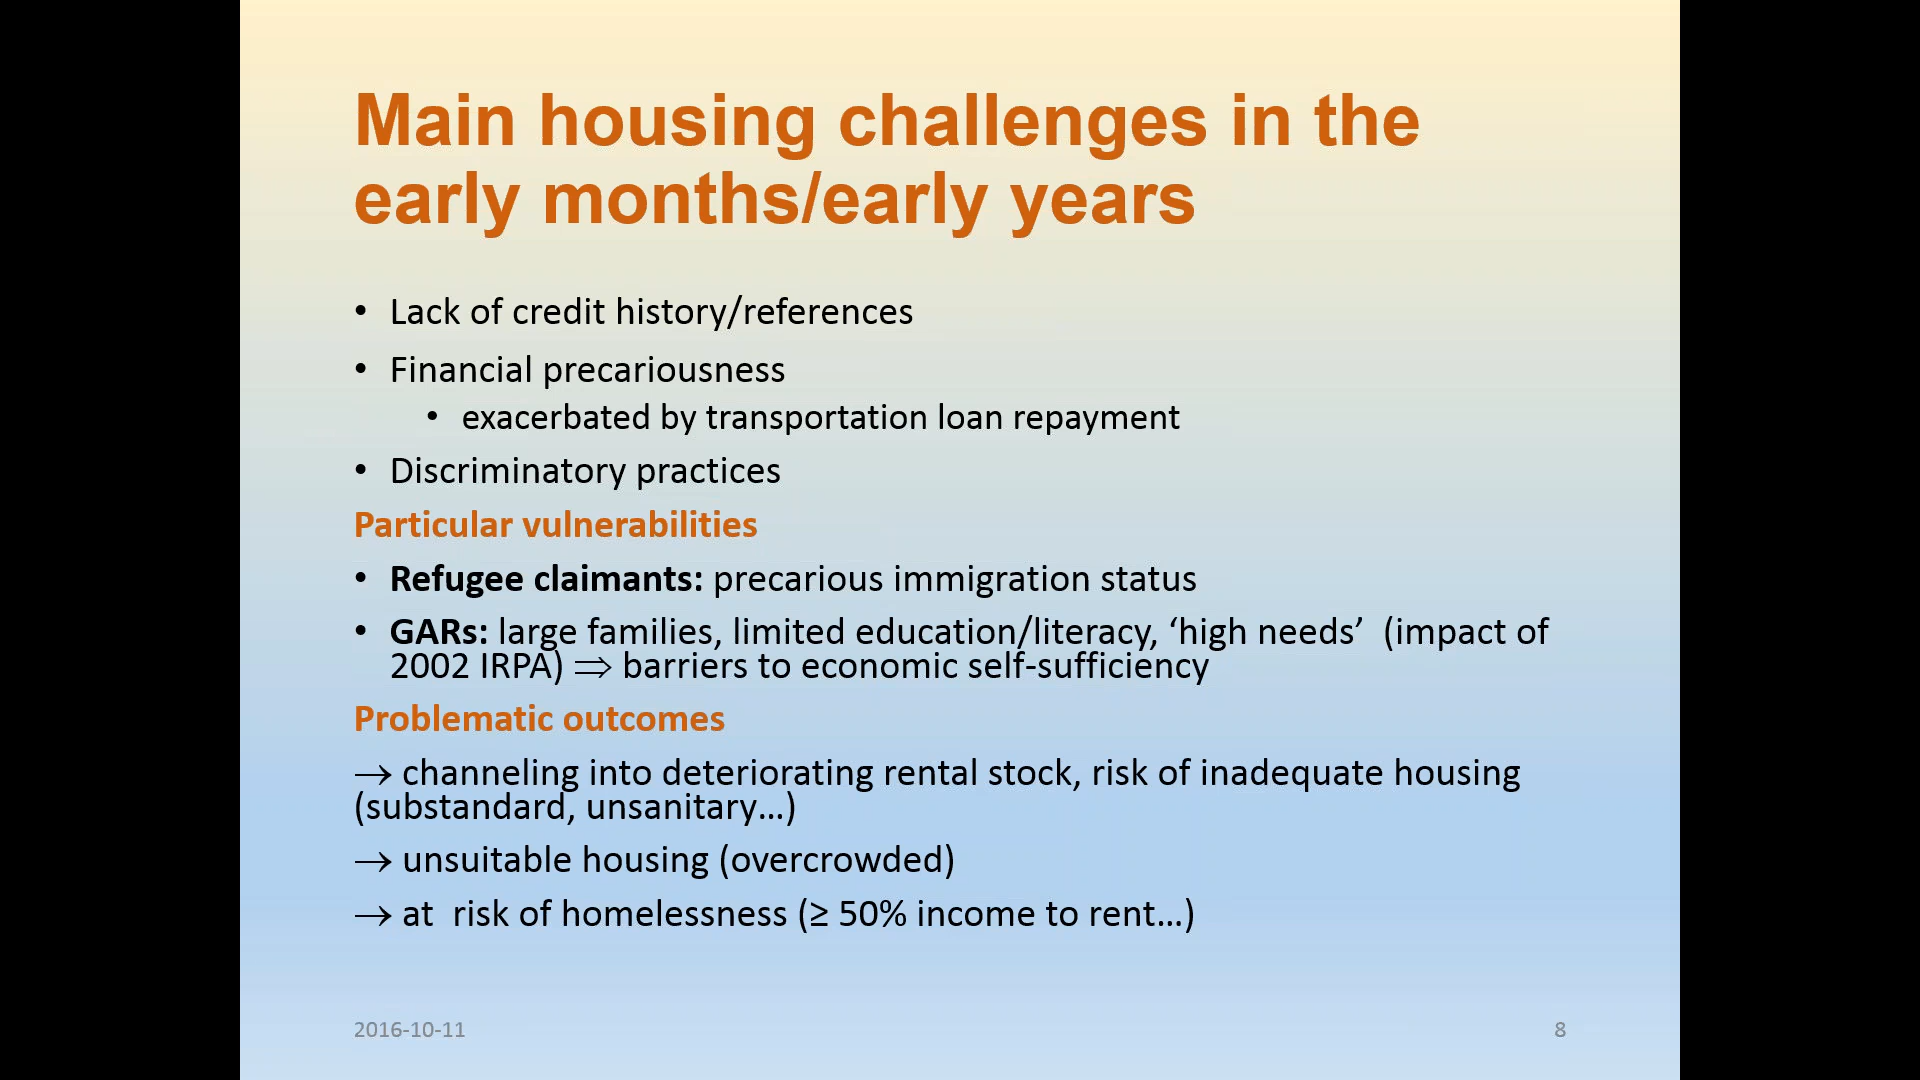 Main housing challenges in the
early months/early years
• Lack of credit history/references
• Financial precariousness
• exacerbated by transportation loan repayment
• Discriminatory practices
Particular vulnerabilities
• Refugee claimants: precarious immigration status
• GARs: large families, limited education/literacy, ‘high needs’ (impact of
2002 IRPA) ⇒ barriers to economic self-sufficiency
Problematic outcomes
→ channeling into deteriorating rental stock, risk of inadequate housing
(substandard, unsanitary…)
→ unsuitable housing (overcrowded)
→ at risk of homelessness (≥ 50% income to rent…)
2016-10-11
8